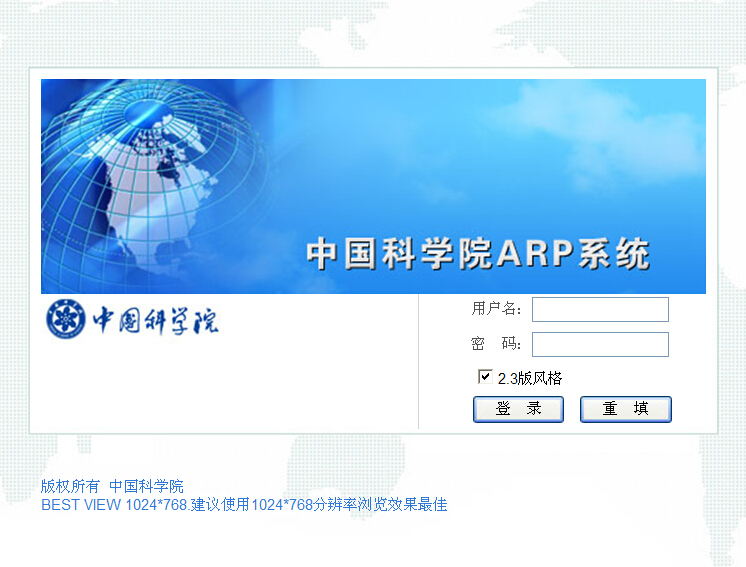 中国科学院ARP系统
中国科学院
用户名：
密 码：
2.3版风格
登 录 重 填
版权所有 中国科学院
BEST VIEW 1024*768.建议使用1024*768分辨率浏览效果最佳